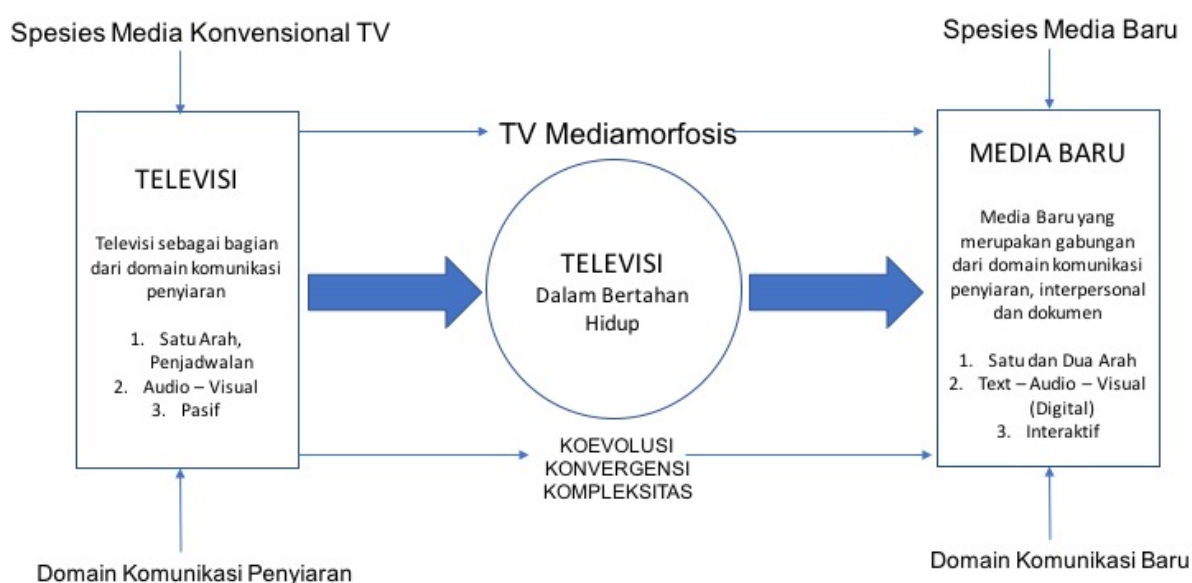 Spesies Media Konvensional TV
Spesies Media Baru
TELEVISI
Televisi sebagai bagian
dari domain komunikasi
penyiaran
1. Satu Arah,
Penjadwalan
2. Audio – Visual
3. Pasif
TV Mediamorfosis
TELEVISI
Dalam Bertahan
Hidup
KOEVOLUSI
KONVERGENSI
KOMPLEKSITAS
MEDIA BARU
Media Baru yang
merupakan gabungan
dari domain komunikasi
penyiaran, interpersonal
dan dokumen
1. Satu dan Dua Arah
2. Text – Audio – Visual
(Digital)
3. Interaktif
Domain Komunikasi Penyiaran
Domain Komunikasi Baru